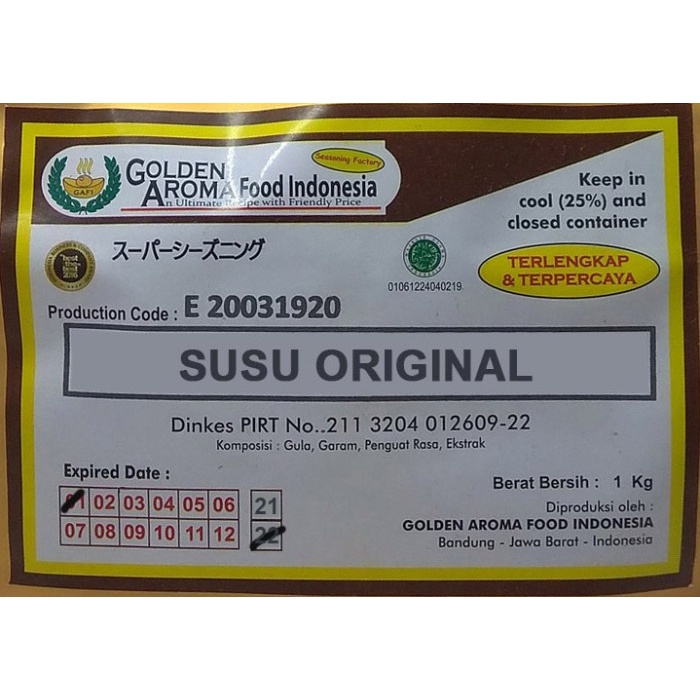 GAFI
GOLDEN
AROMA Food Indonesia
Seasoning Factory
An Ultimate Recipe with Friendly Price
Keep in
cool (25%) and
closed container
スーパーシーズニング
01061224040219
TERLENGKAP
& TERPERCAYA
Production Code : E 20031920
SUSU ORIGINAL
Dinkes PIRT No..211 3204 012609-22
Komposisi : Gula, Garam, Penguat Rasa, Ekstrak
Expired Date :
01 02 03 04 05 06 21
07 08 09 10 11 12 22
Berat Bersih : 1 Kg
Diproduksi oleh :
GOLDEN AROMA FOOD INDONESIA
Bandung - Jawa Barat - Indonesia